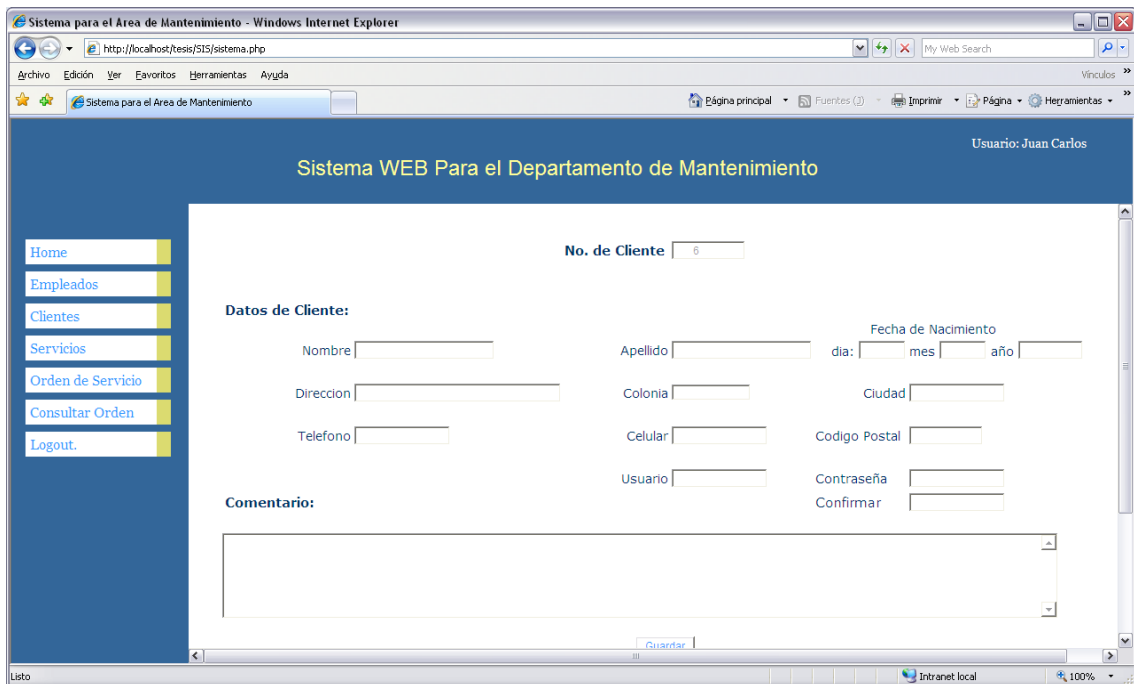 Sistema para el Area de Mantenimiento - Windows Internet Explorer
http://localhost/tesis/SIS/sistema.php
My Web Search
Archivo Edición Ver Favoritos Herramientas Ayuda
Vínculos »
Sistema para el Area de Mantenimiento
Página principal Fuentes (J) Imprimir Página Herramientas »
Usuario: Juan Carlos
Sistema WEB Para el Departamento de Mantenimiento
Home
Empleados
Clientes
Servicios
Orden de Servicio
Consultar Orden
Logout.
No. de Cliente 6
Datos de Cliente:
Fecha de Nacimiento
Nombre Apellido dia: mes año
Direccion Colonia Ciudad
Telefono Celular Codigo Postal
Usuario Contraseña
Comentario: Confirmar
Guardar
Listo Intranet local 100%